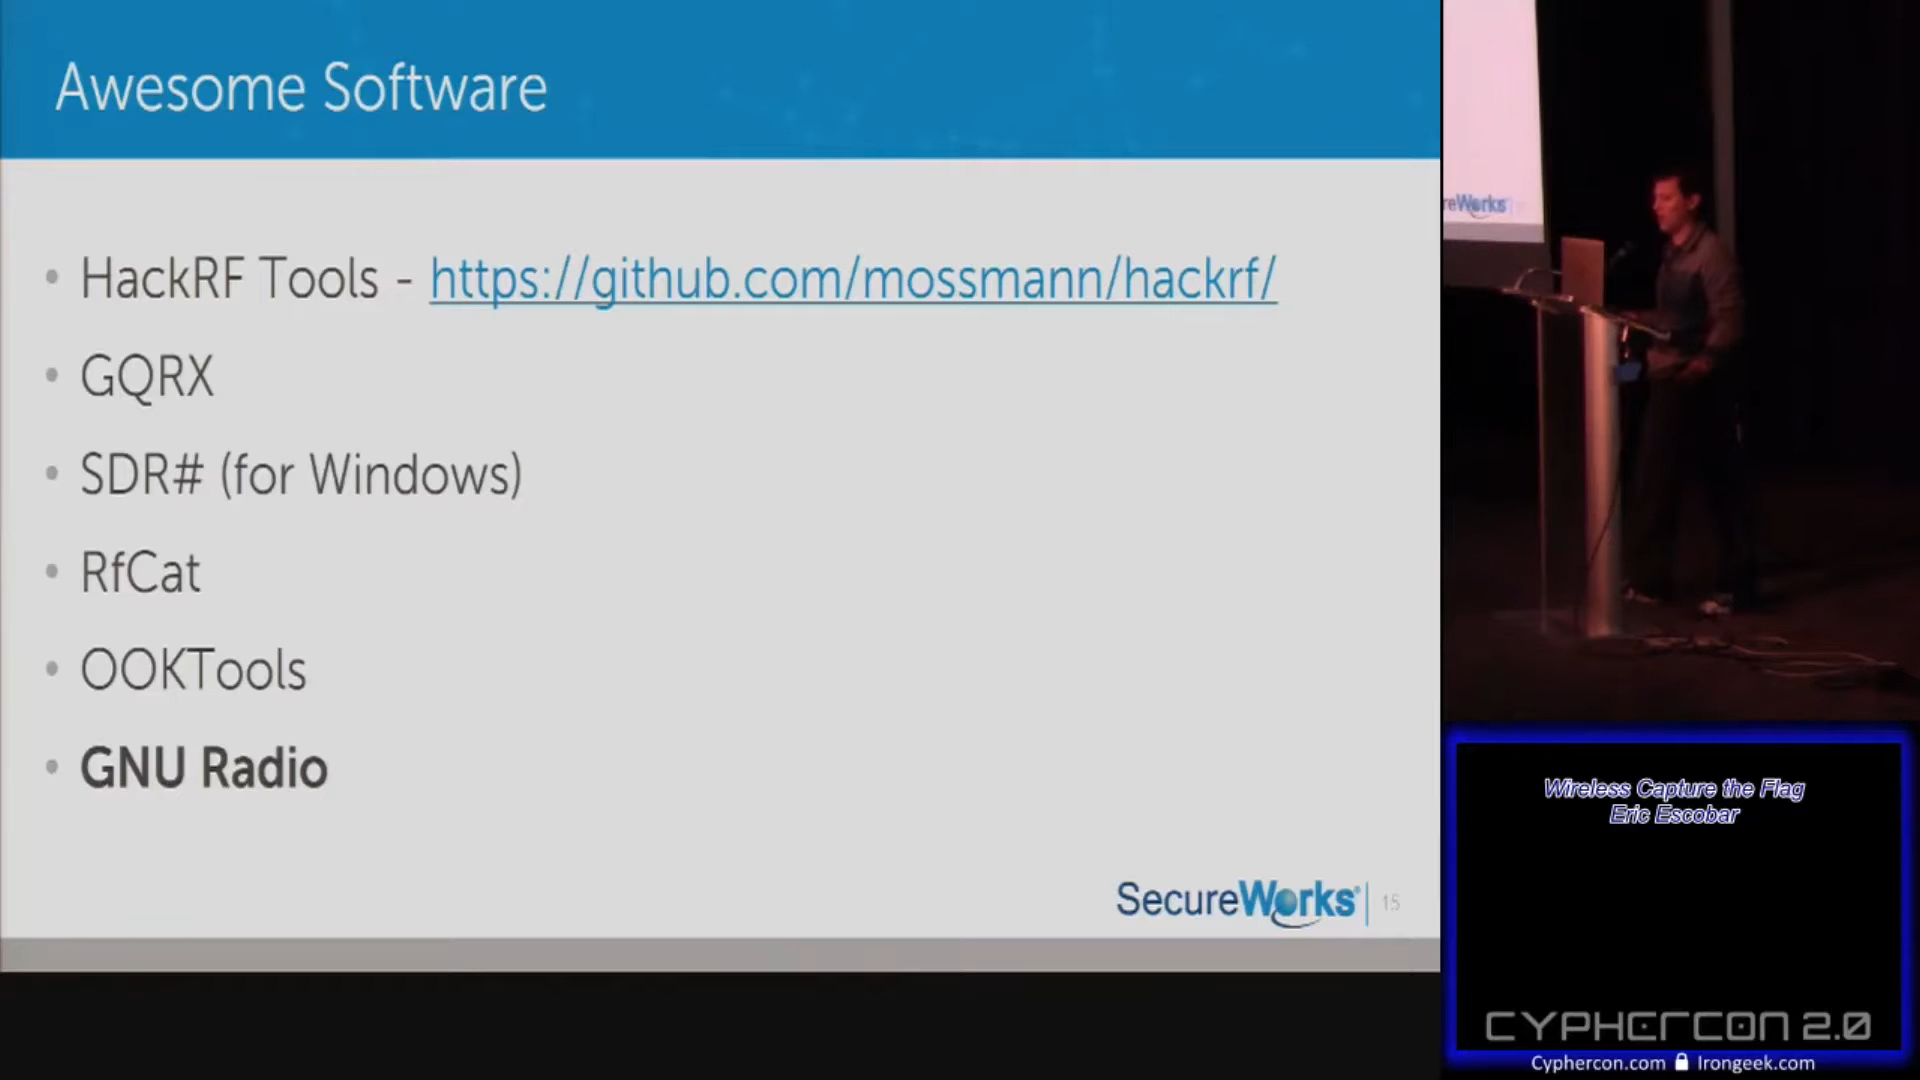 Awesome Software
• HackRF Tools - https://github.com/mossmann/hackrf/
• GQRX
• SDR# (for Windows)
• RfCat
• OOKTools
• GNU Radio
SecureWorks
15
reWorks
Wireless Capture the Flag
Eric Escobar
CYPHERCON 2.0
Cyphercon.com Irongeek.com